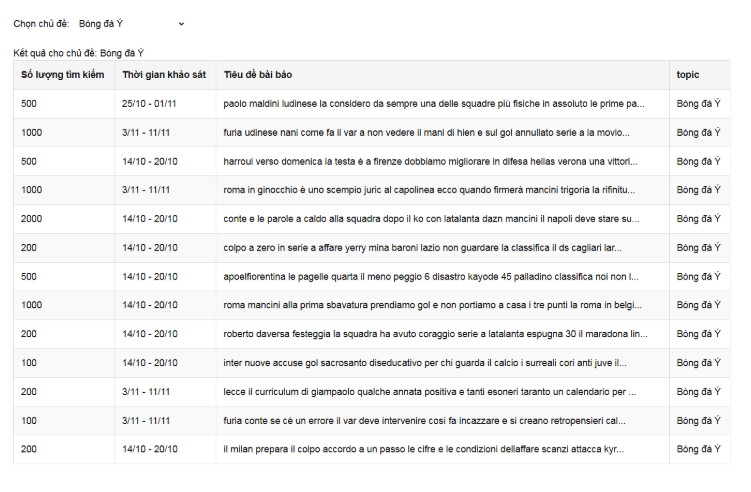 Chọn chủ đề: Bóng đá Ý
Kết quả cho chủ đề: Bóng đá Ý
Số lượng tìm kiếm Thời gian khảo sát Tiêu đề bài báo topic
500 25/10 - 01/11 paolo maldini ludinese la considero da sempre una delle squadre più fisiche in assoluto le prime pa... Bóng đá Ý
1000 3/11 - 11/11 furia udinese nani come fa il var a non vedere il mani di hien e sul gol annullato serie a la movio... Bóng đá Ý
500 14/10 - 20/10 harroui verso domenica la testa è a firenze dobbiamo migliorare in difesa hellas verona una vittori... Bóng đá Ý
1000 3/11 - 11/11 roma in ginocchio è uno scempio juric al capolinea ecco quando firmerà mancini trigoria la rifinitu... Bóng đá Ý
2000 14/10 - 20/10 conte e le parole a caldo alla squadra dopo il ko con latalanta dazn mancini il napoli deve stare su... Bóng đá Ý
200 14/10 - 20/10 colpo a zero in serie a affare yerry mina baroni lazio non guardare la classifica il ds cagliari lar... Bóng đá Ý
500 14/10 - 20/10 apoelfiorentina le pagelle quarta il meno peggio 6 disastro kayode 45 palladino classifica noi non l... Bóng đá Ý
1000 14/10 - 20/10 roma mancini alla prima sbavatura prendiamo gol e non portiamo a casa i tre punti la roma in belgi... Bóng đá Ý
200 14/10 - 20/10 roberto daversa festeggia la squadra ha avuto coraggio serie a latalanta espugna 30 il maradona lin... Bóng đá Ý
100 14/10 - 20/10 inter nuove accuse gol sacrosanto diseducativo per chi guarda il calcio i surreali cori anti juve il... Bóng đá Ý
200 3/11 - 11/11 lecce il curriculum di giampaolo qualche annata positiva e tanti esoneri taranto un calendario per ... Bóng đá Ý
100 3/11 - 11/11 furia conte se cè un errore il var deve intervenire così fa incazzare e si creano retropensieri cal... Bóng đá Ý
200 14/10 - 20/10 il milan prepara il colpo accordo a un passo le cifre e le condizioni dellaffare scanzi attacca kyr... Bóng đá Ý